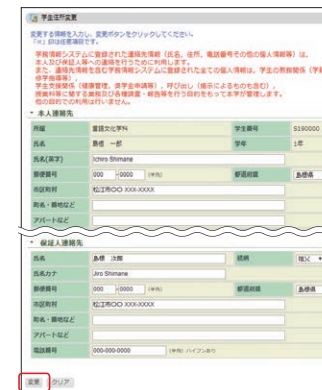 学生住所変更
変更する情報を入力し、変更ボタンをクリックしてください。
「※」印は任意項目です。
学務情報システムに登録された連絡先情報（氏名、住所、電話番号その他の個人情報等）は、
本人及び保証人等への連絡を行うために利用します。
また、連絡先情報を含む学務情報システムに登録された全ての個人情報は、学生の教務関係（学籍
修学指導等）、
学生支援関係（健康管理、奨学金申請等）、呼び出し（掲示によるものも含む）、
授業料等に関する業務及び各種調査・報告等を行う目的をもって本学が管理します。
他の目的での利用は行いません。
本人連絡先
所属 言語文化学科 学生番号 S190000
氏名 島根 一郎 学年 1年
氏名(英字) Ichiro Shimane
郵便番号 000 - 0000 (半角) 都道府県 島根県
市区町村 松江市〇〇 XXX-XXXX
町名・番地など
アパートなど
保証人連絡先
氏名 島根 次郎 続柄 祖父
氏名カナ Jiro Shimane
郵便番号 000 - 0000 (半角) 都道府県 島根県
市区町村 松江市〇〇 XXX-XXXX
町名・番地など
アパートなど
電話番号 000-000-0000 (半角) ハイフンあり
変更 クリア